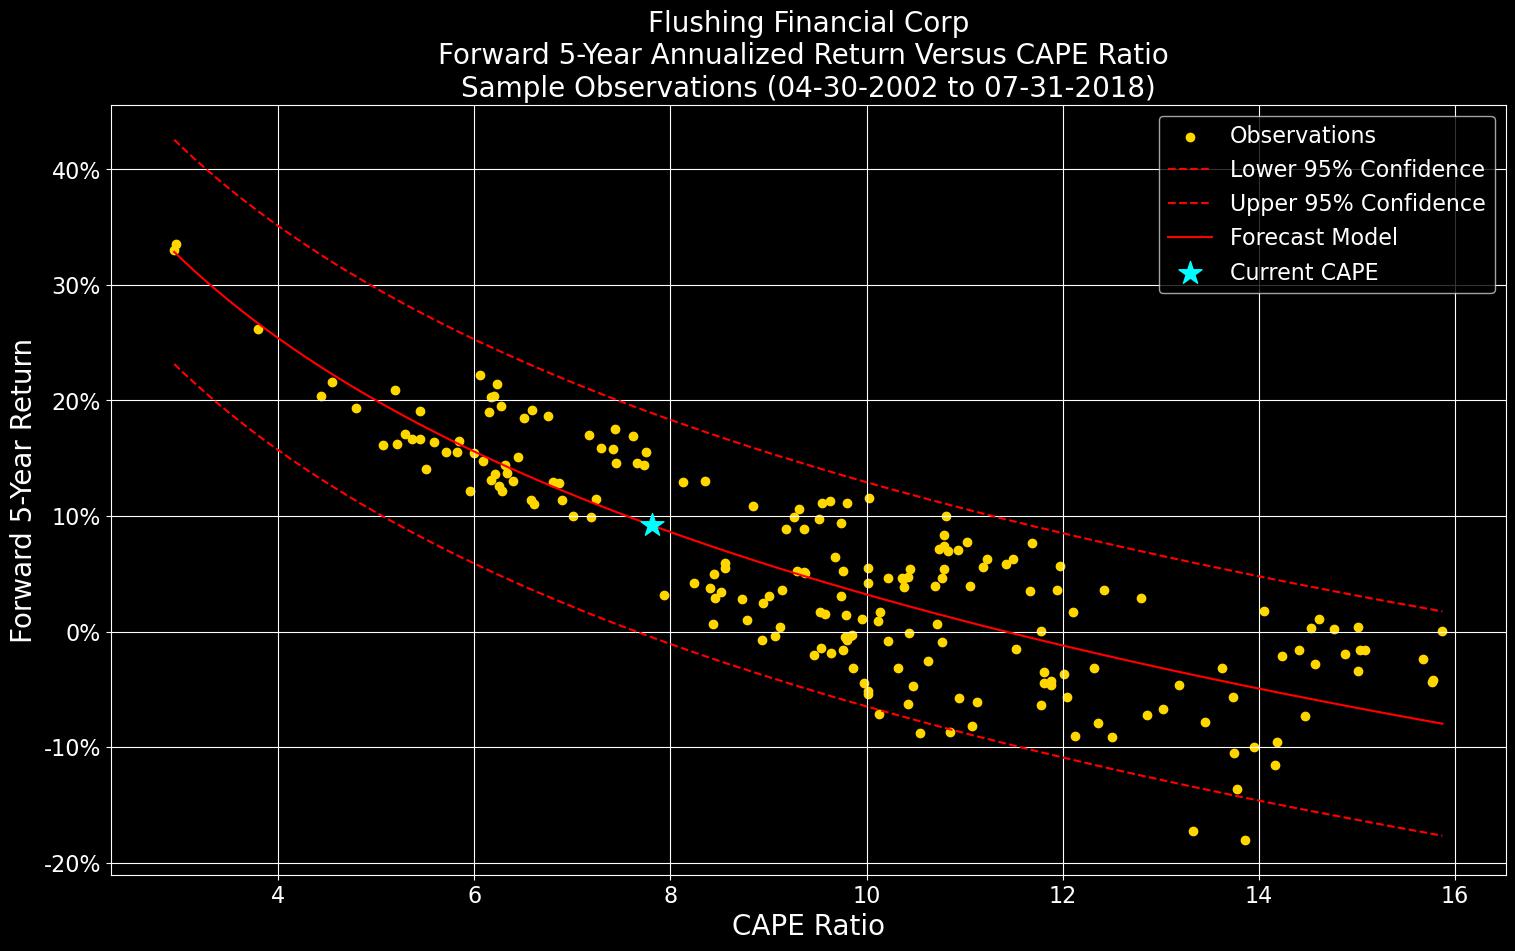 Flushing Financial Corp
Forward 5-Year Annualized Return Versus CAPE Ratio
Sample Observations (04-30-2002 to 07-31-2018)
Observations
Lower 95% Confidence
Upper 95% Confidence
Forecast Model
Current CAPE
Forward 5-Year Return
40%
30%
20%
10%
0%
-10%
-20%
4 6 8 10 12 14 16
CAPE Ratio